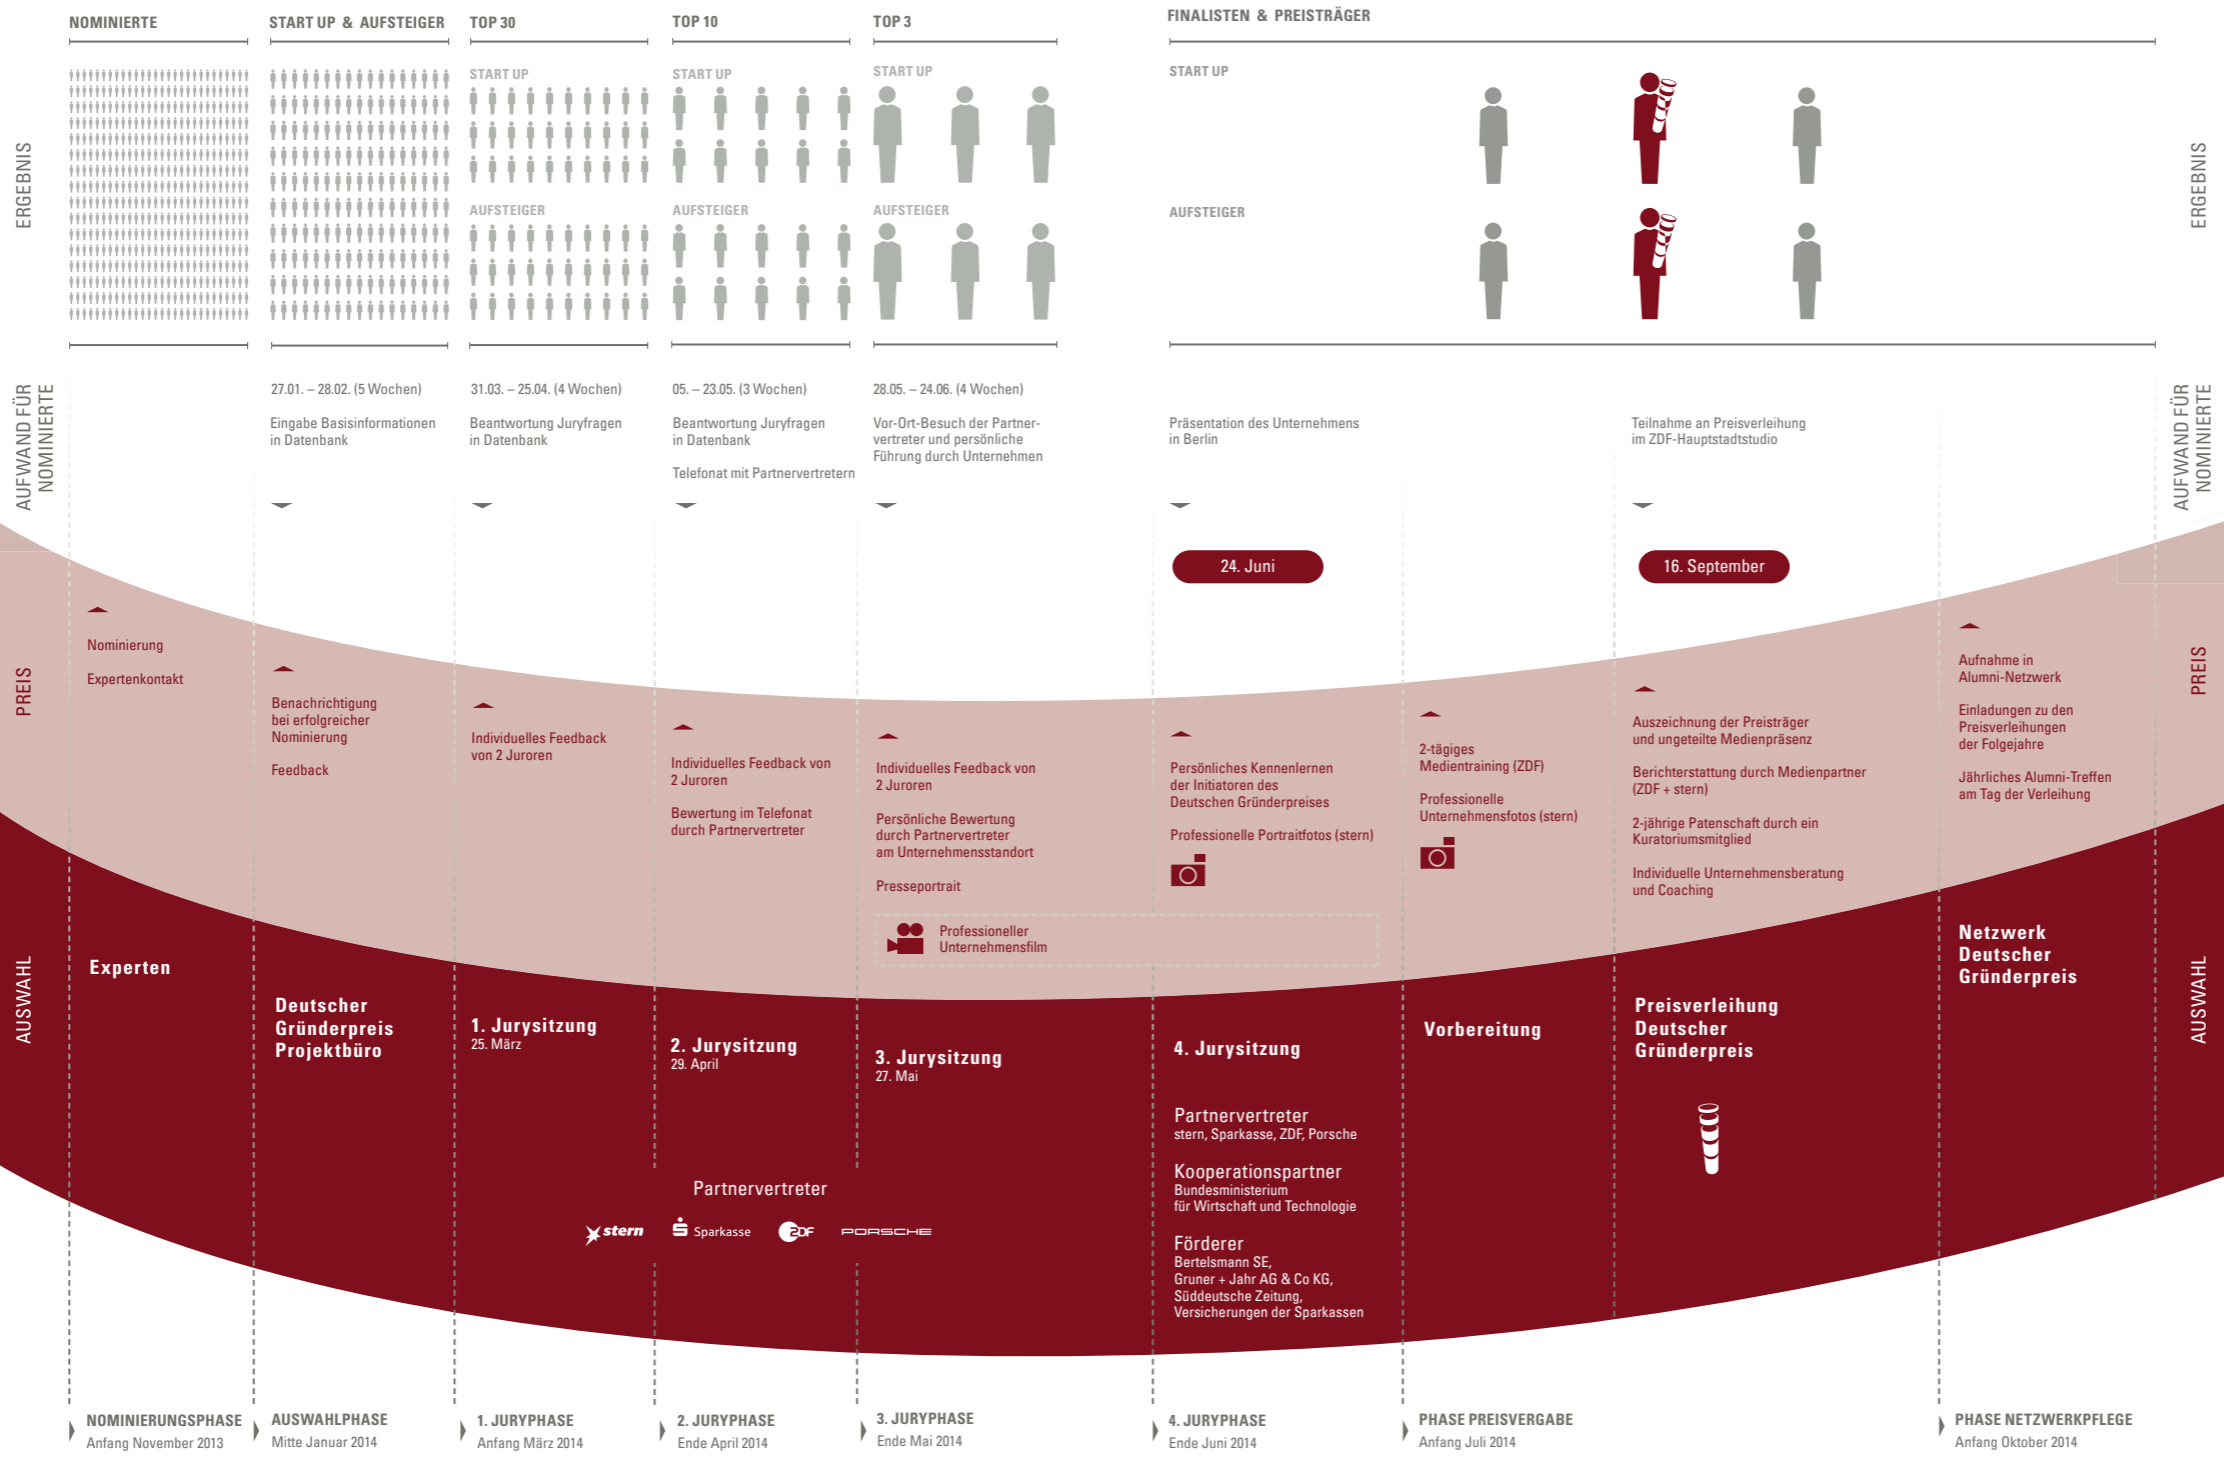 NOMINIERTE
START UP & AUFSTEIGER
TOP 30
TOP 10
TOP 3
FINALISTEN & PREISTRÄGER
START UP
START UP
START UP
START UP
AUFSTEIGER
AUFSTEIGER
AUFSTEIGER
AUFSTEIGER
ERGEBNIS
ERGEBNIS
AUFWAND FÜR
NOMINIERTE
27.01. – 28.02. (5 Wochen)
Eingabe Basisinformationen
in Datenbank
31.03. – 25.04. (4 Wochen)
Beantwortung Juryfragen
in Datenbank
05. – 23.05. (3 Wochen)
Beantwortung Juryfragen
in Datenbank
Telefonat mit Partnervertretern
28.05. – 24.06. (4 Wochen)
Vor-Ort-Besuch der Partner-
vertreter und persönliche
Führung durch Unternehmen
Präsentation des Unternehmens
in Berlin
24. Juni
Teilnahme an Preisverleihung
im ZDF-Hauptstadtstudio
16. September
AUFWAND FÜR
NOMINIERTE
PREIS
Nominierung
Expertenkontakt
Benachrichtigung
bei erfolgreicher
Nominierung
Feedback
Individuelles Feedback
von 2 Juroren
Individuelles Feedback von
2 Juroren
Bewertung im Telefonat
durch Partnervertreter
Individuelles Feedback von
2 Juroren
Persönliche Bewertung
durch Partnervertreter
am Unternehmensstandort
Presseportrait
Professioneller
Unternehmensfilm
Persönliches Kennenlernen
der Initiatoren des
Deutschen Gründerpreises
Professionelle Portraitfotos (stern)
2-tägiges
Medientraining (ZDF)
Professionelle
Unternehmensfotos (stern)
Auszeichnung der Preisträger
und ungeteilte Medienpräsenz
Berichterstattung durch Medienpartner
(ZDF + stern)
2-jährige Patenschaft durch ein
Kuratoriumsmitglied
Individuelle Unternehmensberatung
und Coaching
Aufnahme in
Alumni-Netzwerk
Einladungen zu den
Preisverleihungen
der Folgejahre
Jährliches Alumni-Treffen
am Tag der Verleihung
PREIS
AUSWAHL
Experten
Deutscher
Gründerpreis
Projektbüro
1. Jurysitzung
25. März
2. Jurysitzung
29. April
3. Jurysitzung
27. Mai
Partnervertreter
stern
Sparkasse
ZDF
PORSCHE
4. Jurysitzung
Partnervertreter
stern, Sparkasse, ZDF, Porsche
Kooperationspartner
Bundesministerium
für Wirtschaft und Technologie
Förderer
Bertelsmann SE,
Gruner + Jahr AG & Co KG,
Süddeutsche Zeitung,
Versicherungen der Sparkassen
Vorbereitung
Preisverleihung
Deutscher
Gründerpreis
Netzwerk
Deutscher
Gründerpreis
AUSWAHL
NOMINIERUNGSPHASE
Anfang November 2013
AUSWAHLPHASE
Mitte Januar 2014
1. JURYPHASE
Anfang März 2014
2. JURYPHASE
Ende April 2014
3. JURYPHASE
Ende Mai 2014
4. JURYPHASE
Ende Juni 2014
PHASE PREISVERGABE
Anfang Juli 2014
PHASE NETZWERKPFLEGE
Anfang Oktober 2014